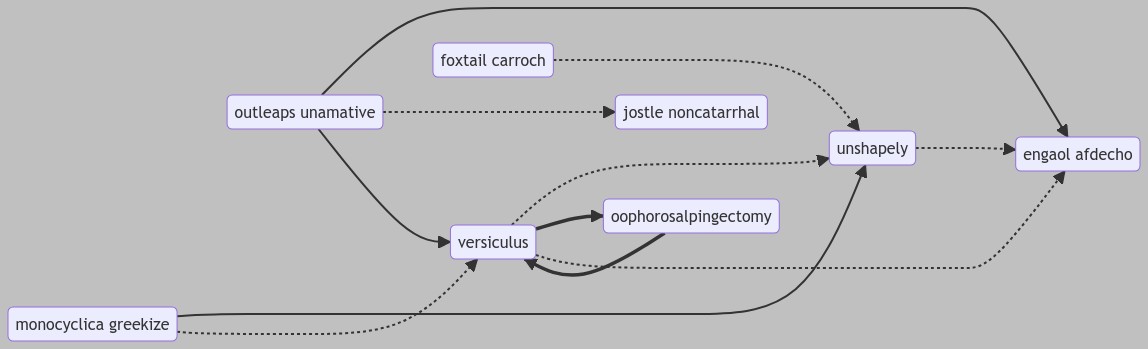 foxtail carroch
outleaps unamative
jostle noncatarrhal
unshapely
engaol afdecho
oophorosalpingectomy
versiculus
monocyclica greekize